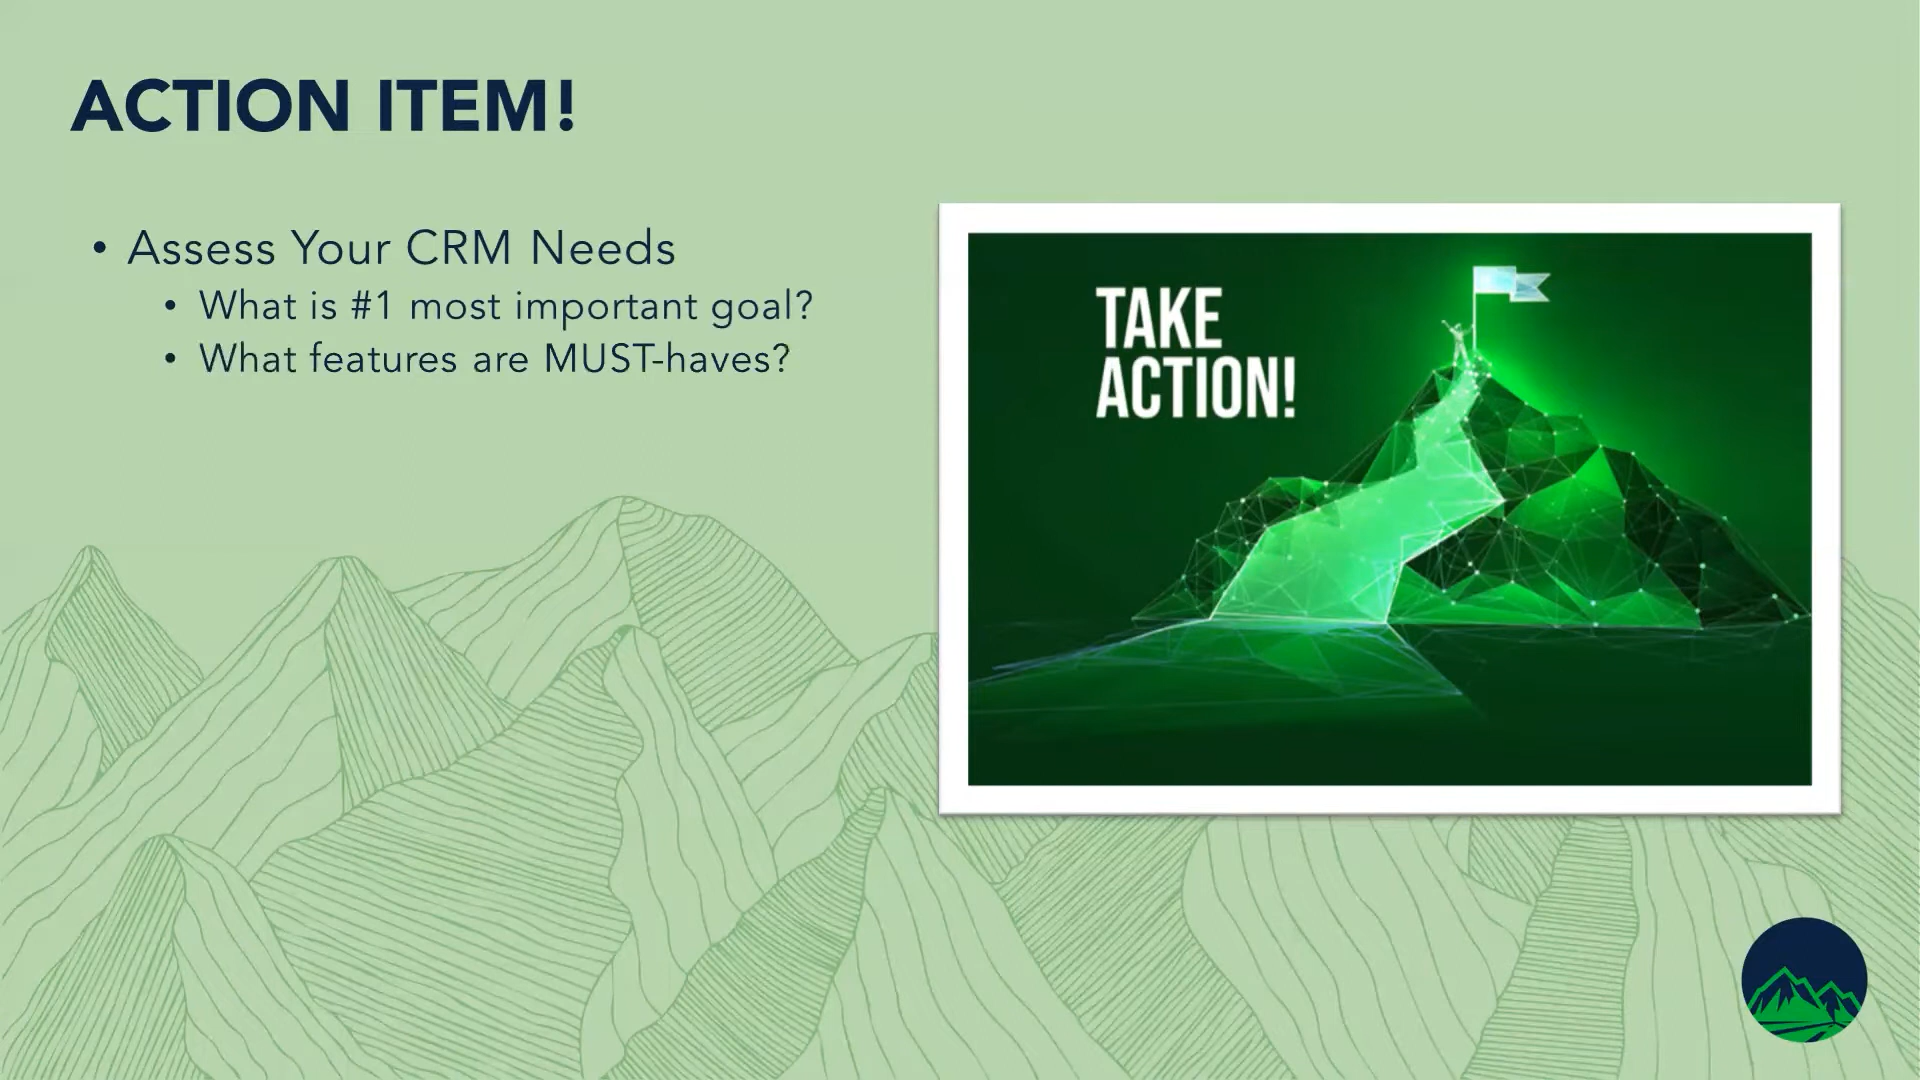 ACTION ITEM!
• Assess Your CRM Needs
• What is #1 most important goal?
• What features are MUST-haves?
TAKE
ACTION!